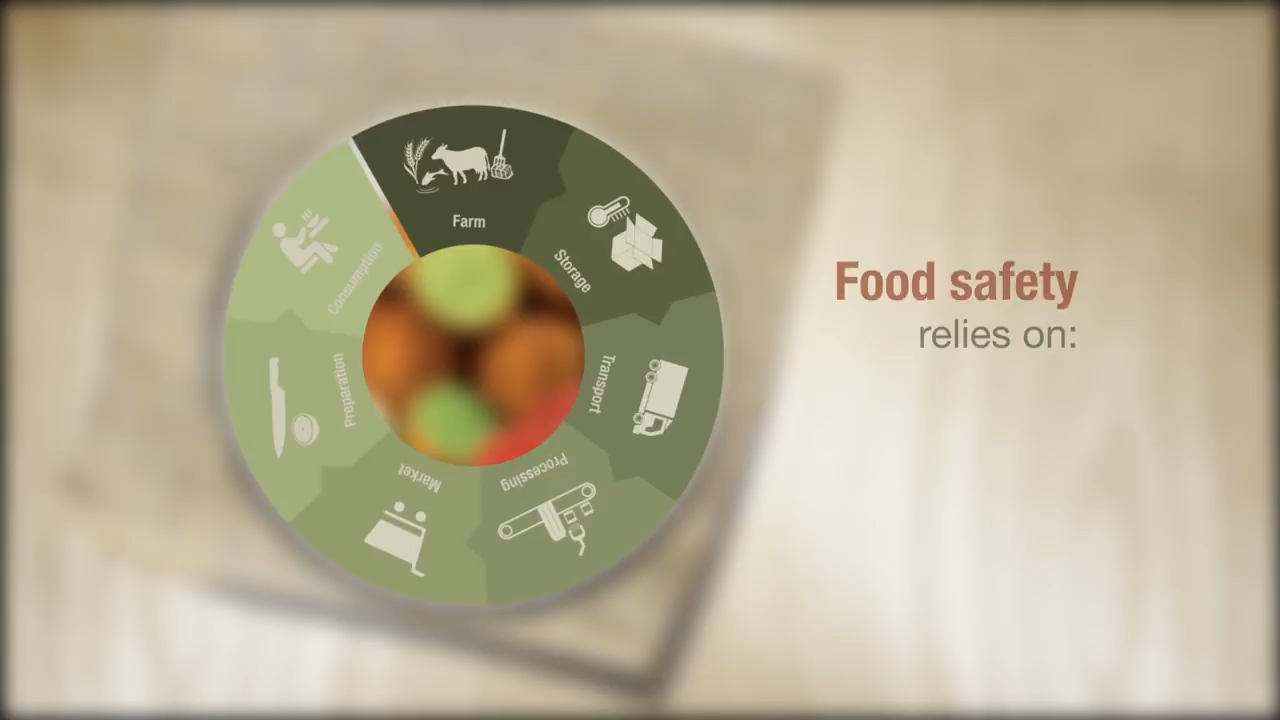 Farm
Storage
Transport
Processing
Market
Preparation
Consumption
Food safety
relies on: